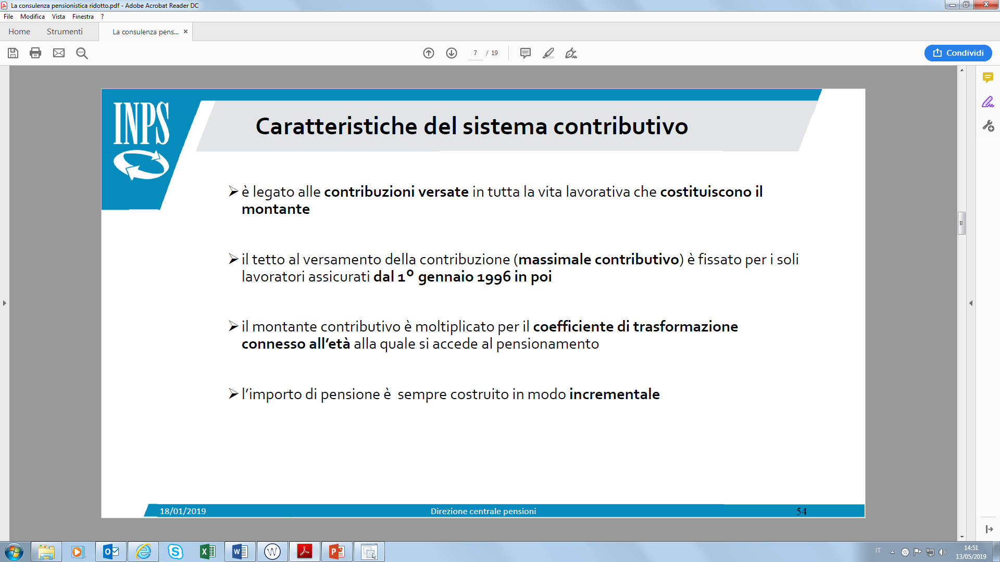 La consulenza pensionistica ridotto.pdf - Adobe Acrobat Reader DC
File Modifica Vista Finestra ?
Home Strumenti La consulenza pens... ×
7 / 19
Condividi
INPS
Caratteristiche del sistema contributivo
è legato alle contribuzioni versate in tutta la vita lavorativa che costituiscono il
montante
il tetto al versamento della contribuzione (massimale contributivo) è fissato per i soli
lavoratori assicurati dal 1° gennaio 1996 in poi
il montante contributivo è moltiplicato per il coefficiente di trasformazione
connesso all’età alla quale si accede al pensionamento
l’importo di pensione è sempre costruito in modo incrementale
18/01/2019 Direzione centrale pensioni 54
IT
14:51
13/05/2019